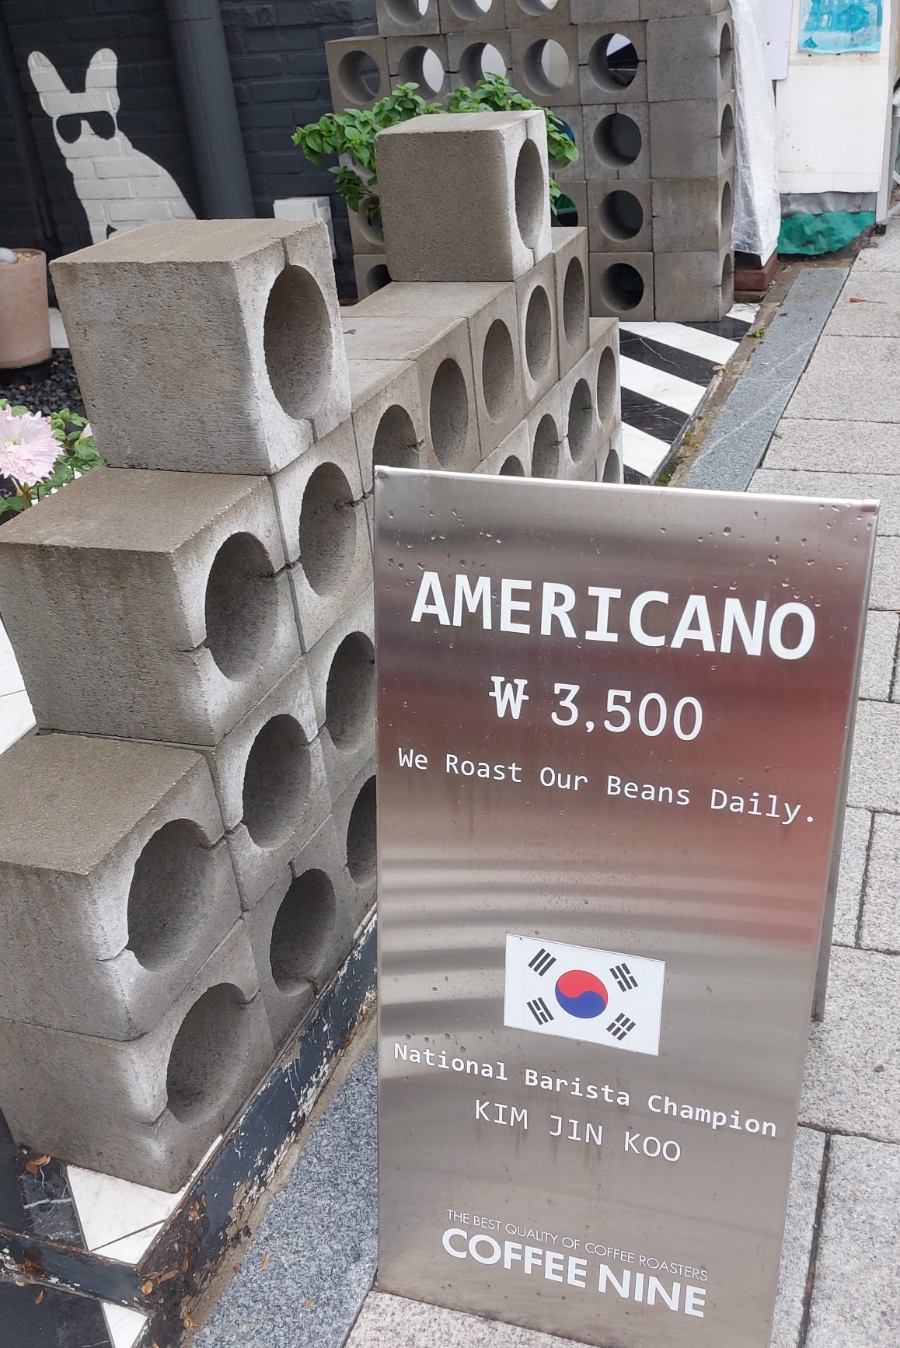 AMERICANO
₩ 3,500
We Roast Our Beans Daily.
National Barista Champion
KIM JIN KOO
THE BEST QUALITY OF COFFEE ROASTERS
COFFEE NINE